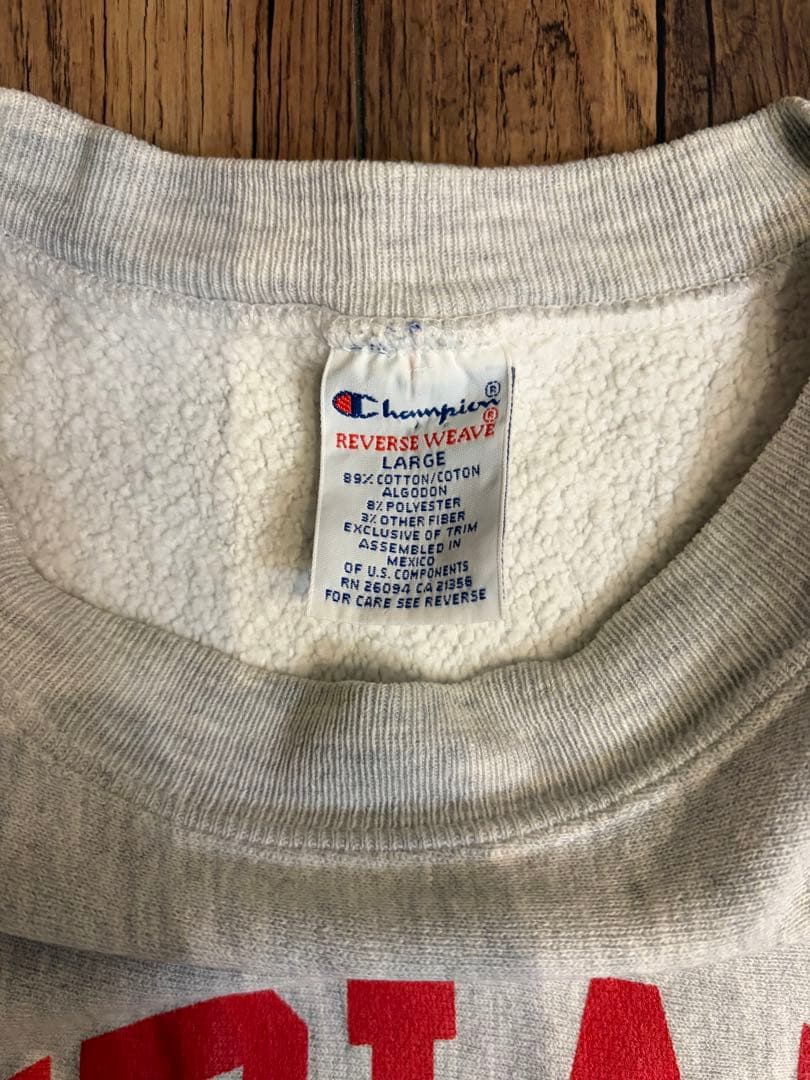 Champion®
REVERSE WEAVE®
LARGE
89% COTTON/COTON
ALGODON
8% POLYESTER
3% OTHER FIBER
EXCLUSIVE OF TRIM
ASSEMBLED IN
MEXICO
OF U.S. COMPONENTS
RN 26094 CA 21356
FOR CARE SEE REVERSE